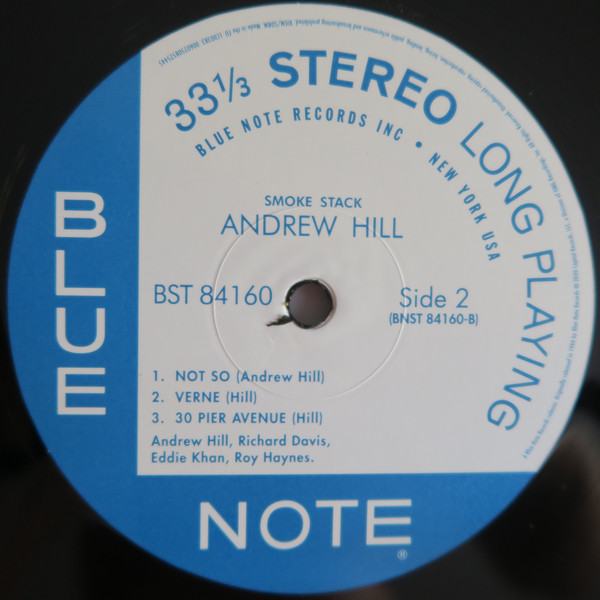 33⅓ STEREO LONG PLAYING
BLUE NOTE RECORDS INC • NEW YORK USA
SMOKE STACK
ANDREW HILL
BST 84160
Side 2
(BNST 84160-B)
1. NOT SO (Andrew Hill)
2. VERNE (Hill)
3. 30 PIER AVENUE (Hill)
Andrew Hill, Richard Davis,
Eddie Khan, Roy Haynes.
BLUE
NOTE®